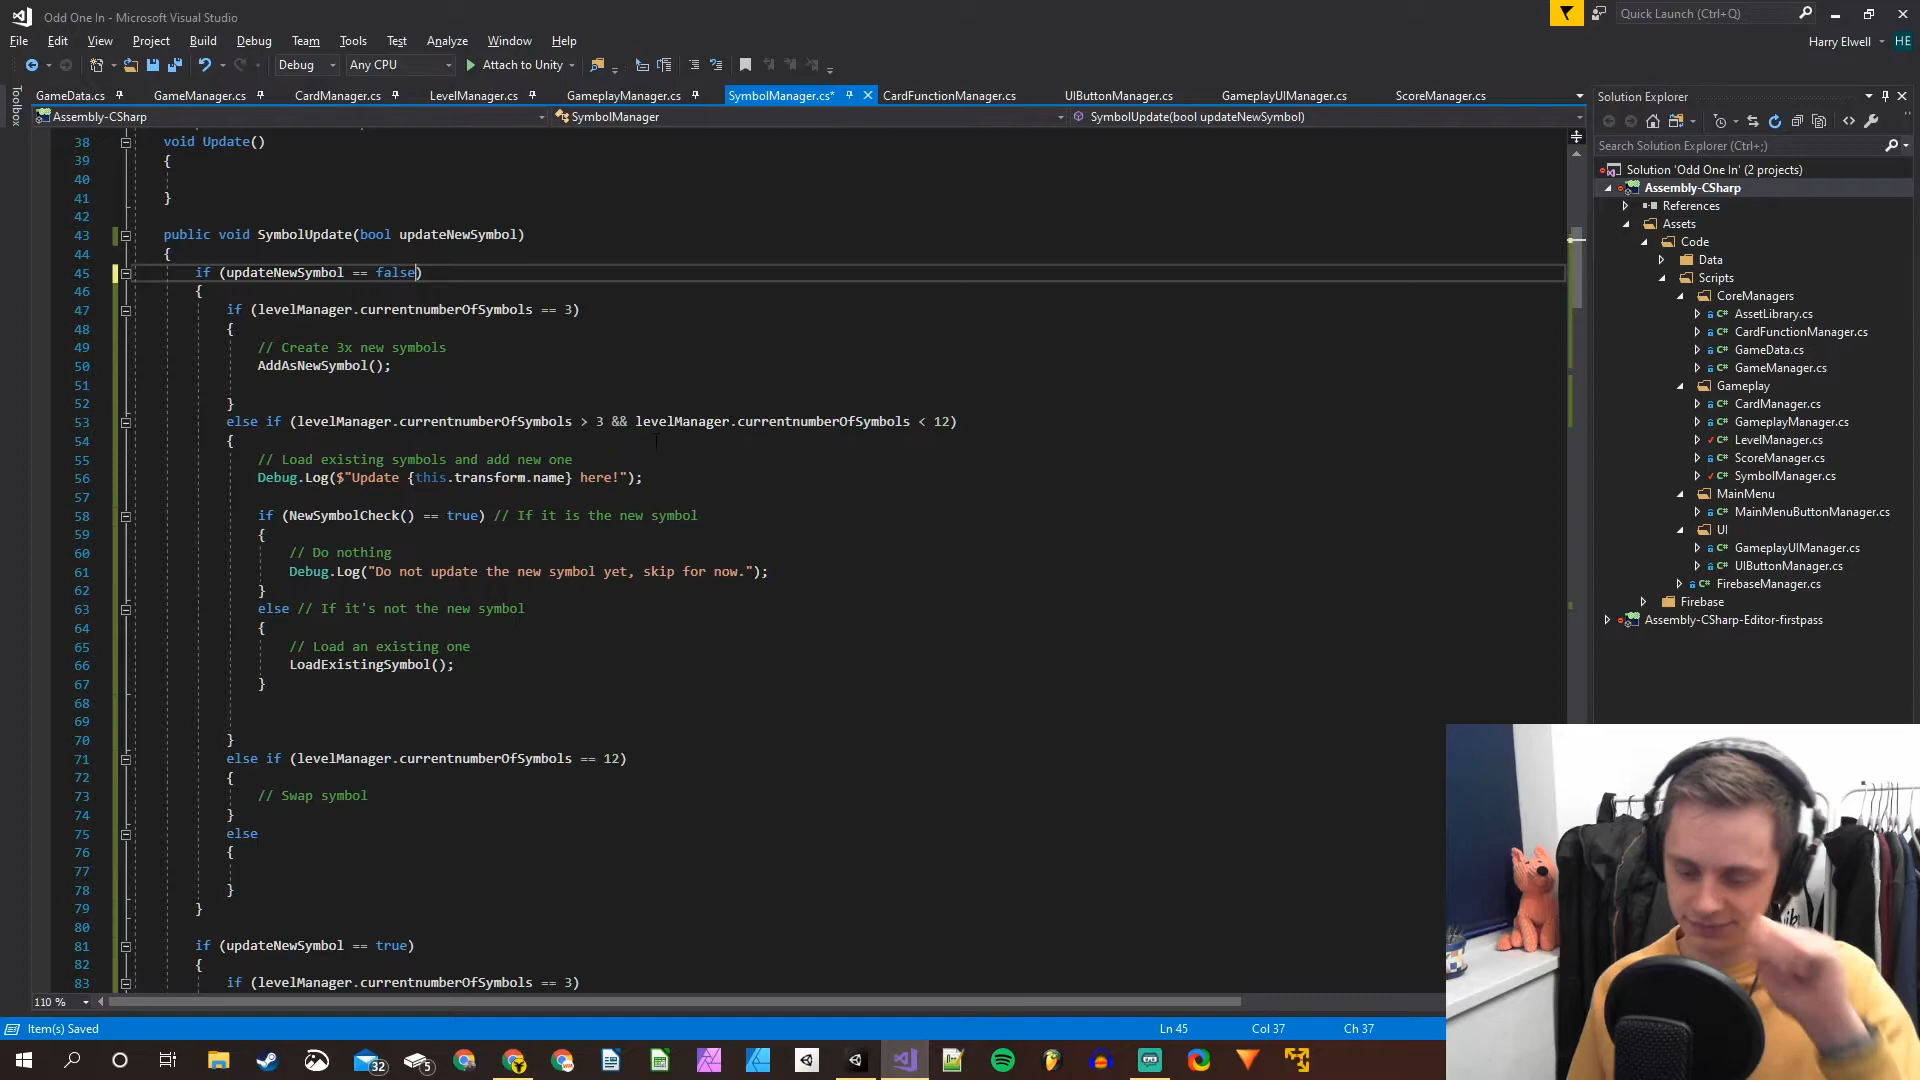 Odd One In - Microsoft Visual Studio
Quick Launch (Ctrl+Q)
File Edit View Project Build Debug Team Tools Test Analyze Window Help
Harry Elwell HE
Debug Any CPU Attach to Unity
Toolbox
GameData.cs GameManager.cs CardManager.cs LevelManager.cs GameplayManager.cs SymbolManager.cs* CardFunctionManager.cs UIButtonManager.cs GameplayUIManager.cs ScoreManager.cs
Assembly-CSharp SymbolManager SymbolUpdate(bool updateNewSymbol)
38 void Update()
39 {
40
41 }
42
43 public void SymbolUpdate(bool updateNewSymbol)
44 {
45 if (updateNewSymbol == false)
46 {
47 if (levelManager.currentnumberOfSymbols == 3)
48 {
49 // Create 3x new symbols
50 AddAsNewSymbol();
51
52 }
53 else if (levelManager.currentnumberOfSymbols > 3 && levelManager.currentnumberOfSymbols < 12)
54 {
55 // Load existing symbols and add new one
56 Debug.Log($"Update {this.transform.name} here!");
57
58 if (NewSymbolCheck() == true) // If it is the new symbol
59 {
60 // Do nothing
61 Debug.Log("Do not update the new symbol yet, skip for now.");
62 }
63 else // If it's not the new symbol
64 {
65 // Load an existing one
66 LoadExistingSymbol();
67 }
68
69
70 }
71 else if (levelManager.currentnumberOfSymbols == 12)
72 {
73 // Swap symbol
74 }
75 else
76 {
77
78 }
79 }
80
81 if (updateNewSymbol == true)
82 {
83 if (levelManager.currentnumberOfSymbols == 3)
110 %
Solution Explorer
Search Solution Explorer (Ctrl+;)
Solution 'Odd One In' (2 projects)
Assembly-CSharp
References
Assets
Code
Data
Scripts
CoreManagers
AssetLibrary.cs
CardFunctionManager.cs
GameData.cs
GameManager.cs
Gameplay
CardManager.cs
GameplayManager.cs
LevelManager.cs
ScoreManager.cs
SymbolManager.cs
MainMenu
MainMenuButtonManager.cs
UI
GameplayUIManager.cs
UIButtonManager.cs
FirebaseManager.cs
Firebase
Assembly-CSharp-Editor-firstpass
Item(s) Saved Ln 45 Col 37 Ch 37
32 5